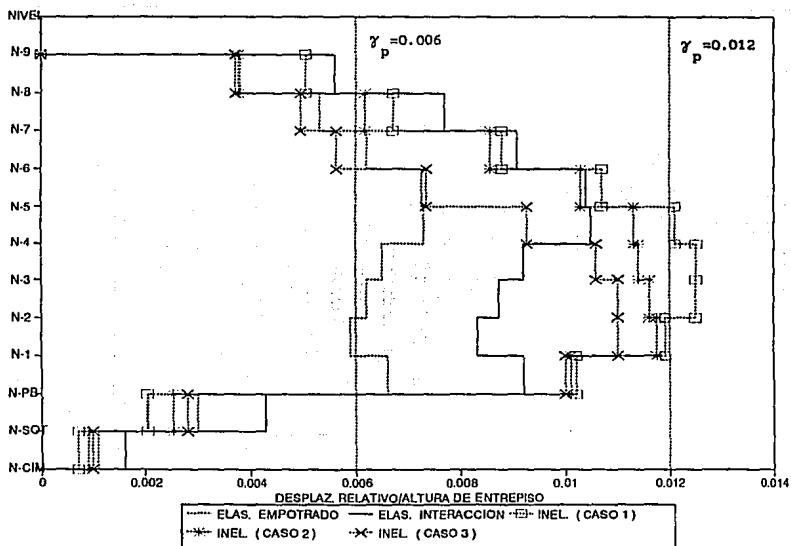 NIVEL
γp=0.006
γp=0.012
N-9
N-8
N-7
N-6
N-5
N-4
N-3
N-2
N-1
N-PB
N-SOT
N-CIM
0 0.002 0.004 0.006 0.008 0.01 0.012 0.014
DESPLAZ. RELATIVO/ALTURA DE ENTREPISO
ELAS. EMPOTRADO ELAS. INTERACCION INEL. (CASO 1)
INEL. (CASO 2) INEL. (CASO 3)